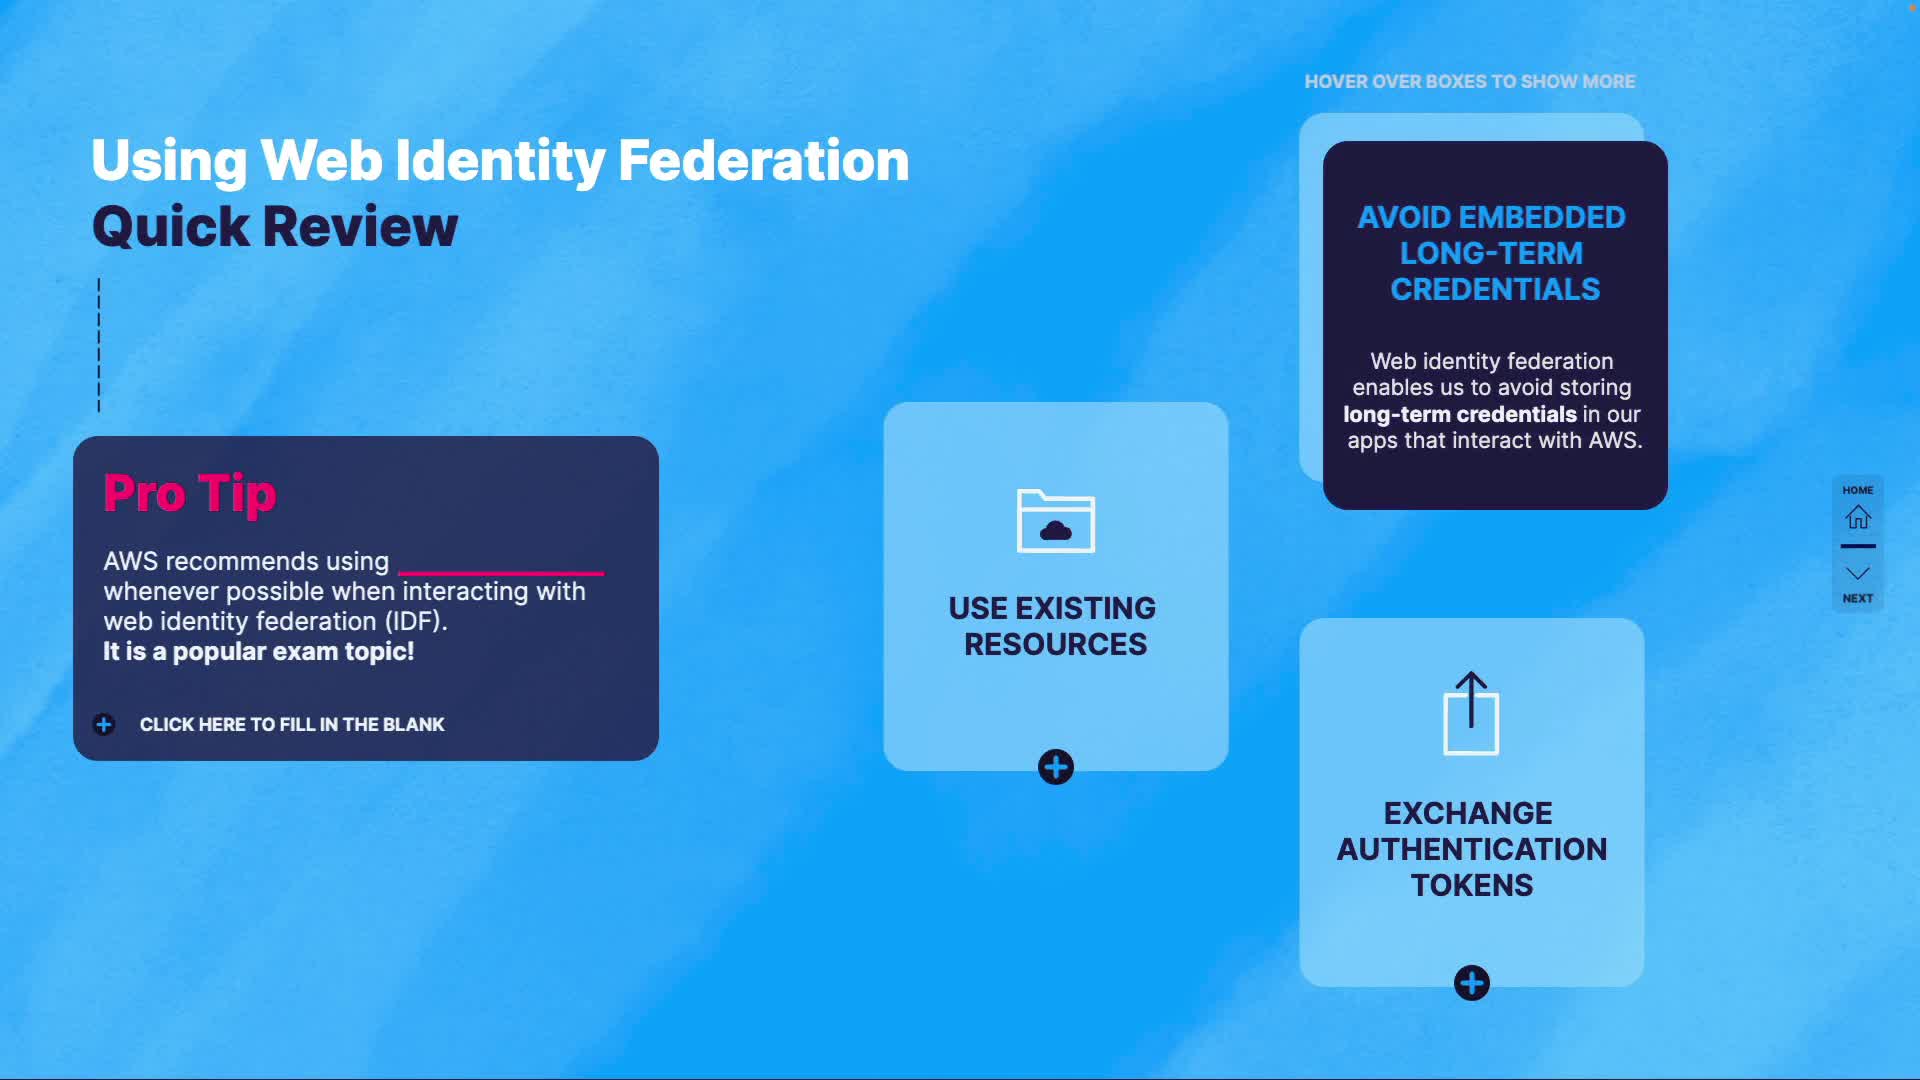 Using Web Identity Federation
Quick Review
Pro Tip
AWS recommends using
whenever possible when interacting with
web identity federation (IDF).
It is a popular exam topic!
CLICK HERE TO FILL IN THE BLANK
USE EXISTING
RESOURCES
HOVER OVER BOXES TO SHOW MORE
AVOID EMBEDDED
LONG-TERM
CREDENTIALS
Web identity federation
enables us to avoid storing
long-term credentials in our
apps that interact with AWS.
EXCHANGE
AUTHENTICATION
TOKENS
HOME
NEXT